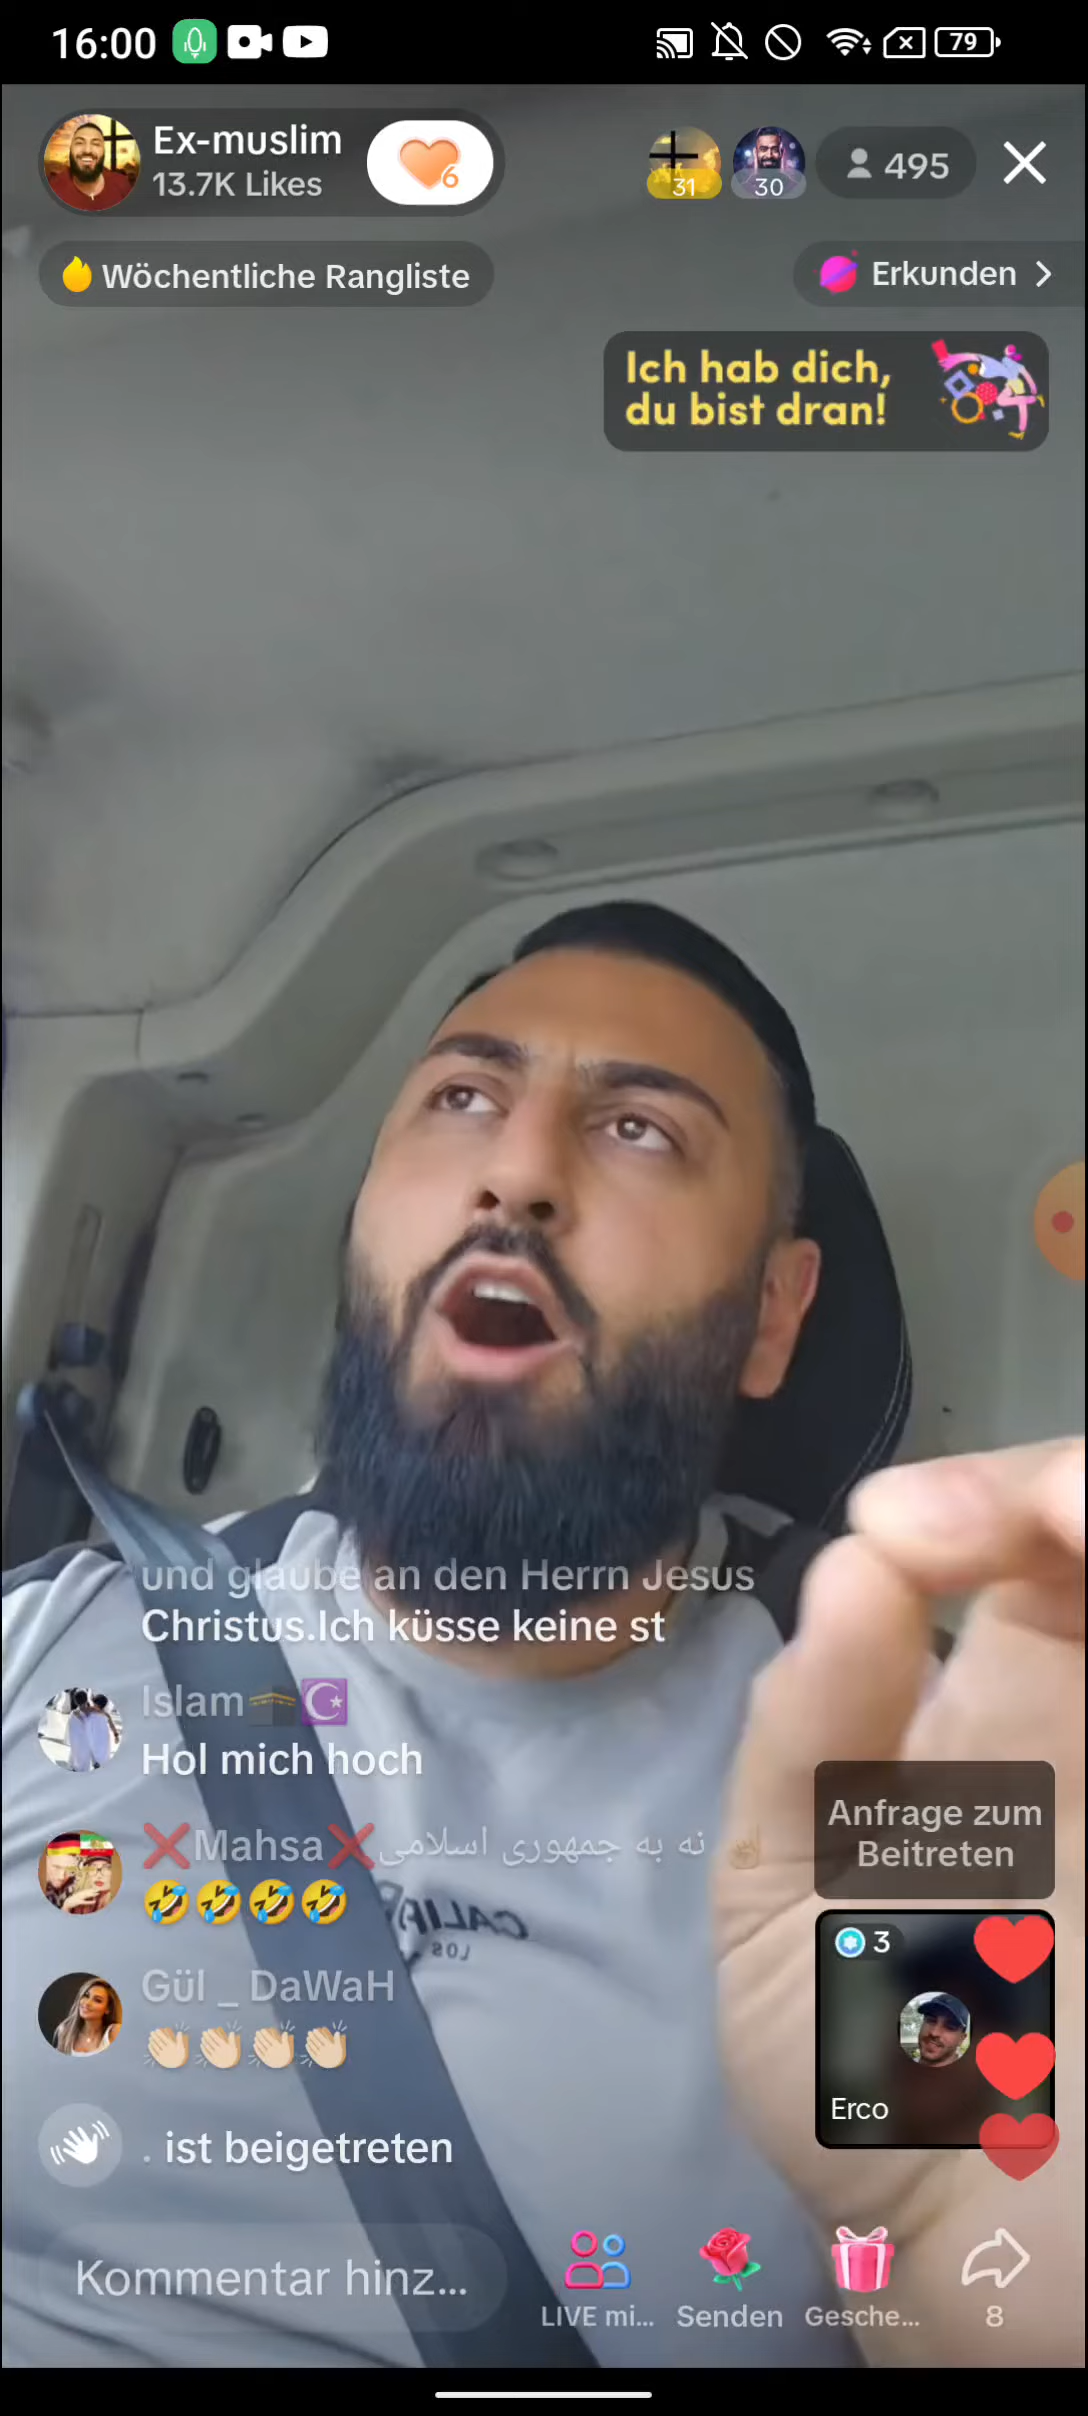 16:00
79
Ex-muslim
13.7K Likes
6
31
30
495
Wöchentliche Rangliste
Erkunden
Ich hab dich,
du bist dran!
und glaube an den Herrn Jesus
Christus.Ich küsse keine st
Islam🕋☪️
Hol mich hoch
❌Mahsa❌نه به جمهوری اسلامی✌🏼
🤣🤣🤣🤣
CALIF
LOS
Gül _ DaWaH
👏🏼👏🏼👏🏼👏🏼
. ist beigetreten
Anfrage zum
Beitreten
3
Erco
Kommentar hinz...
LIVE mi...
Senden
Gesche...
8